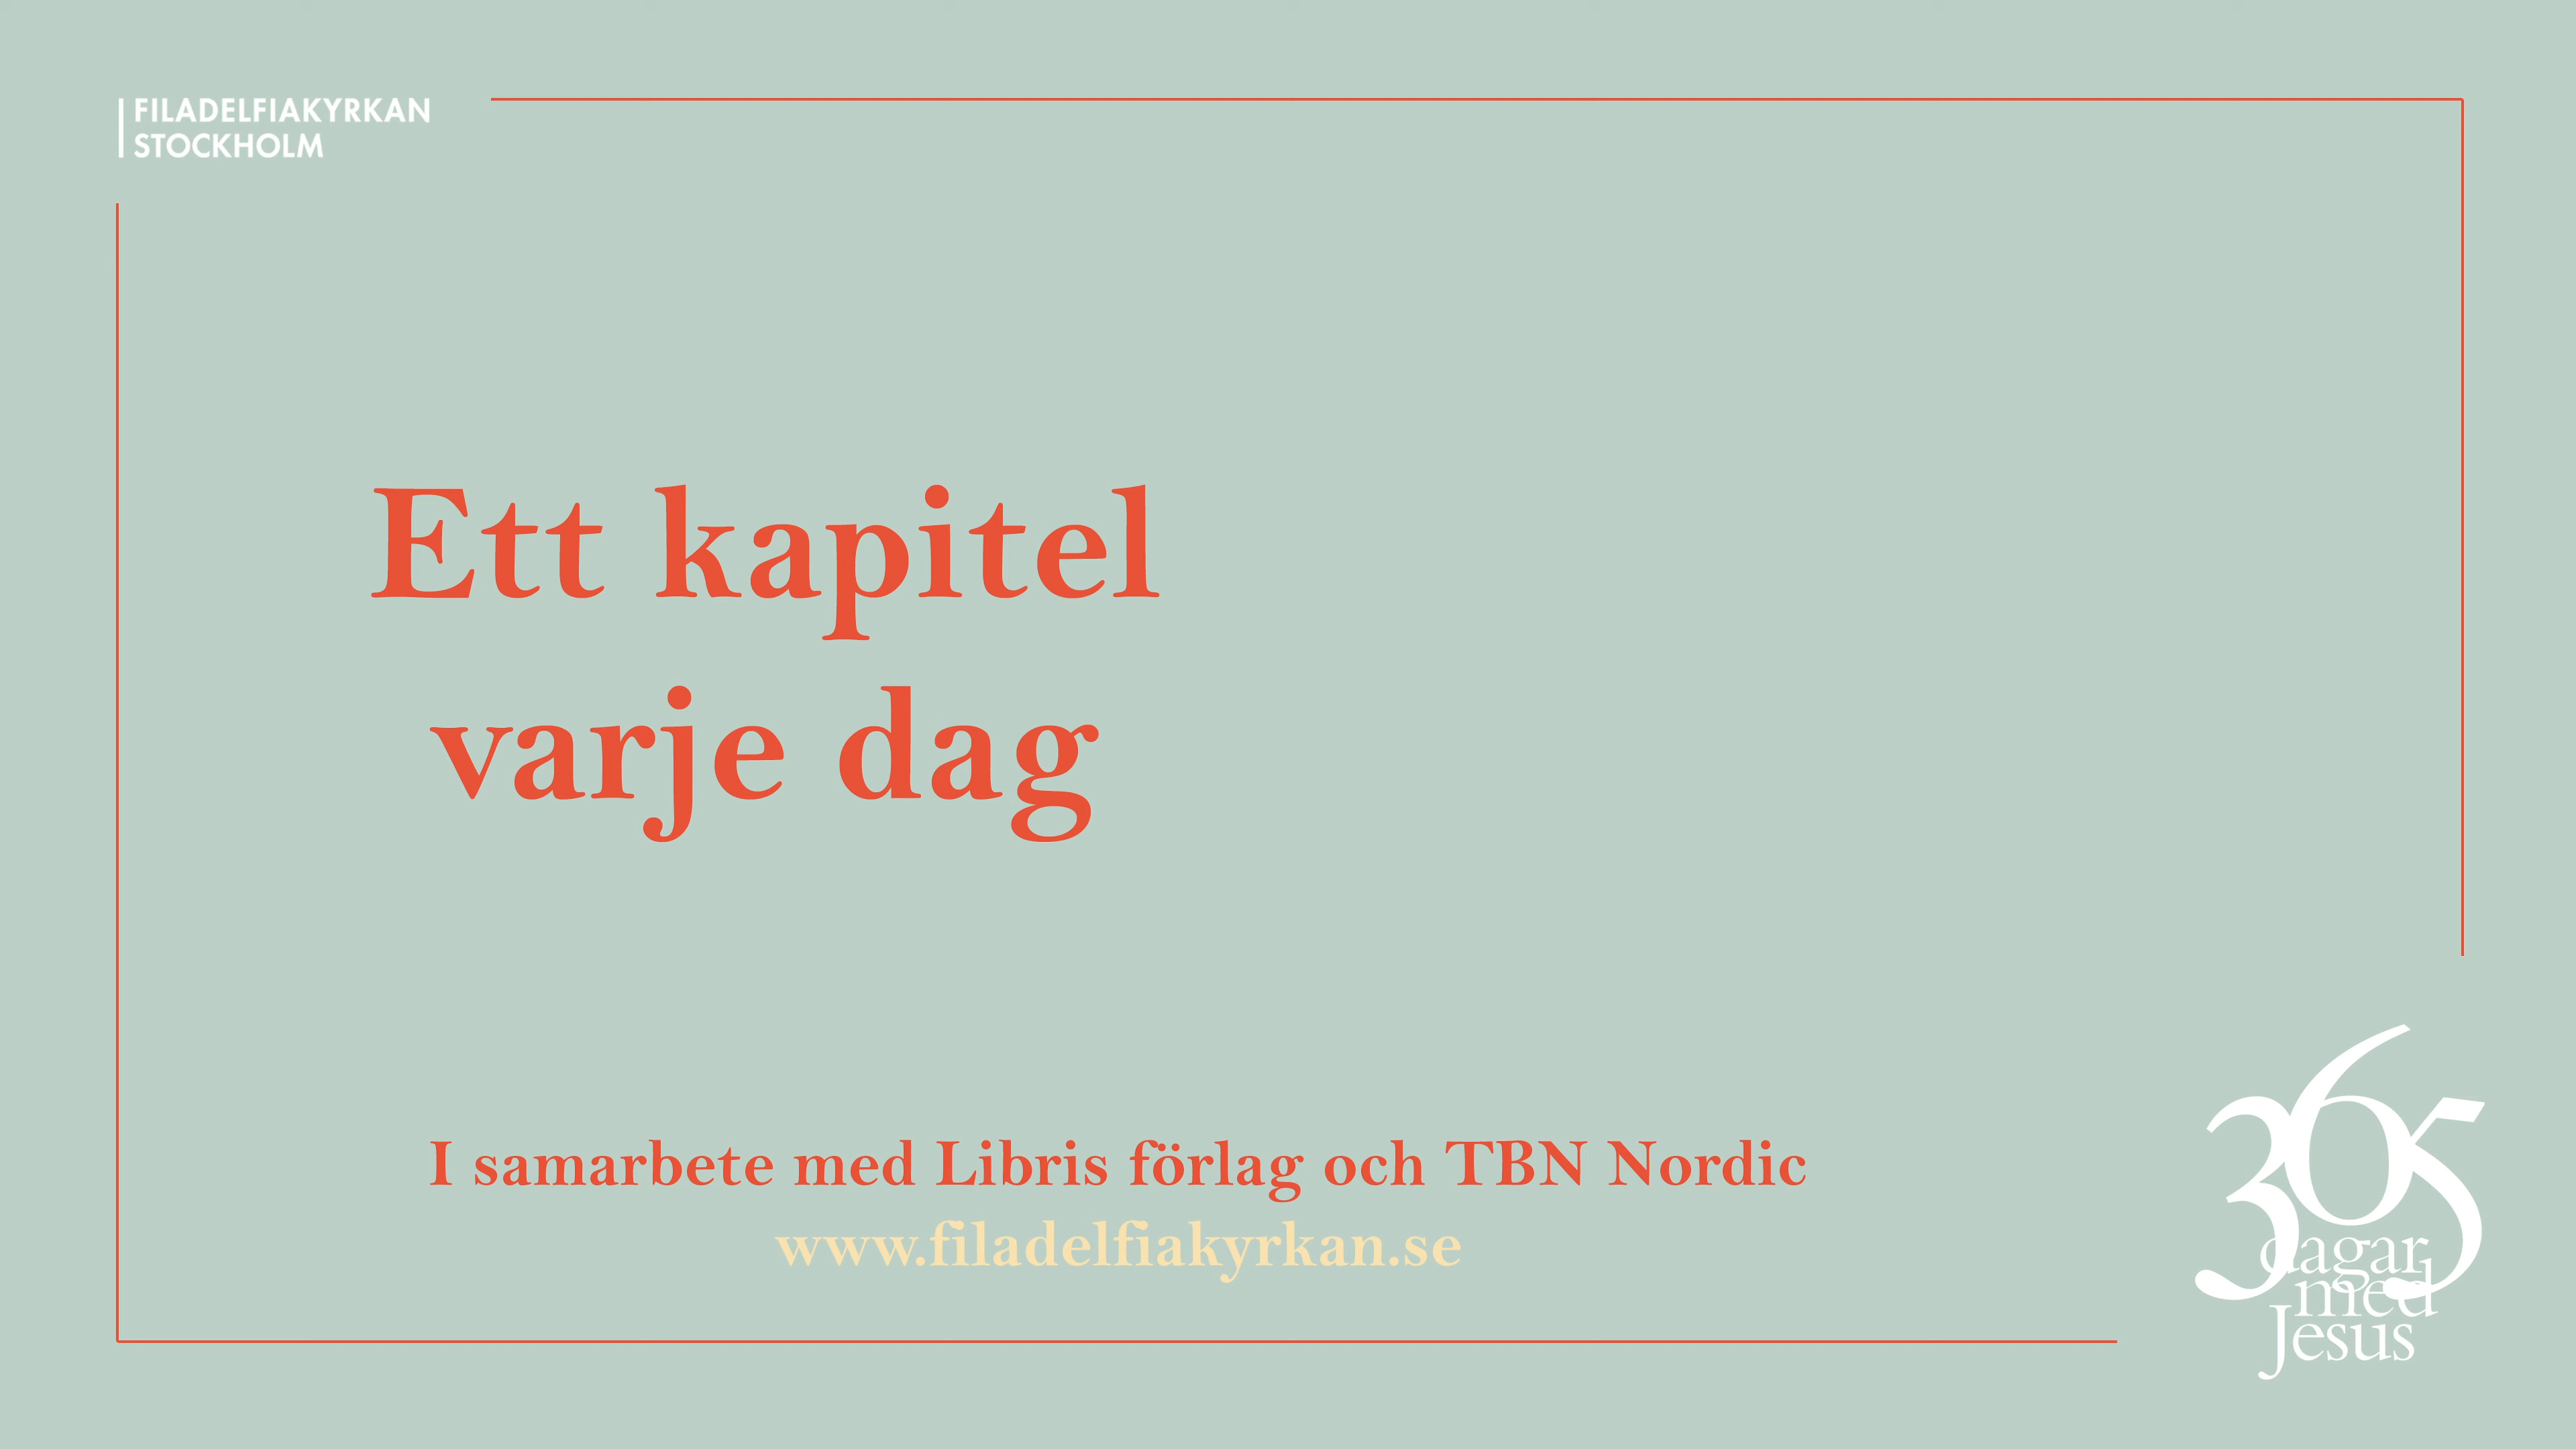 FILADELFIAKYRKAN
STOCKHOLM
Ett kapitel
varje dag
I samarbete med Libris förlag och TBN Nordic
www.filadelfiakyrkan.se
365
dagar
med
Jesus